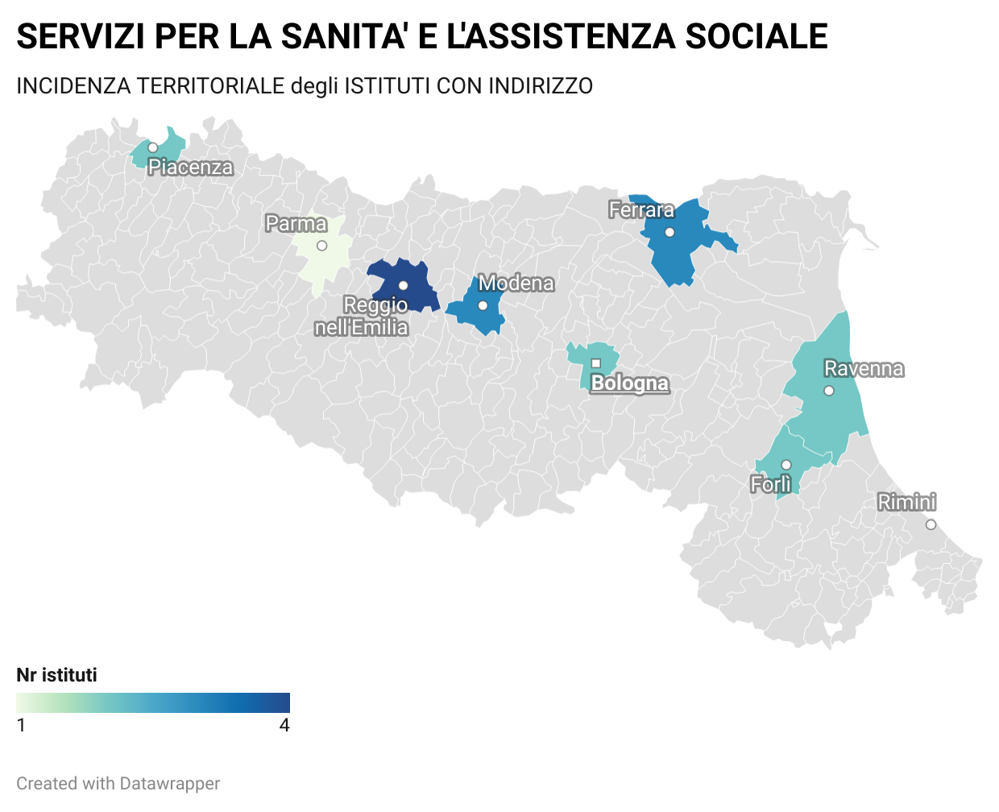 SERVIZI PER LA SANITA' E L'ASSISTENZA SOCIALE
INCIDENZA TERRITORIALE degli ISTITUTI CON INDIRIZZO
Piacenza
Ferrara
Parma
Modena
Reggio
nell'Emilia
Ravenna
Bologna
Forlì
Rimini
Nr istituti
1 4
Created with Datawrapper